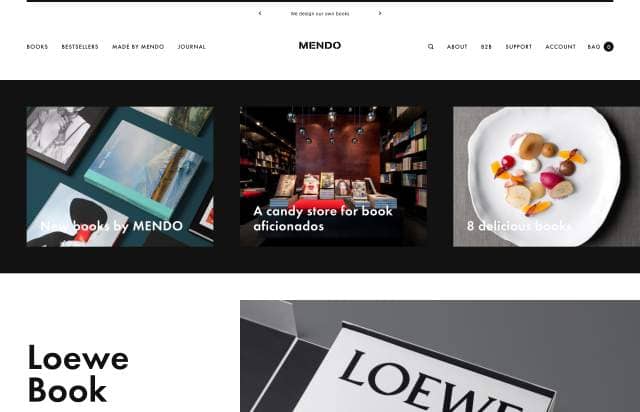 We design our own books
BOOKS BESTSELLERS MADE BY MENDO JOURNAL
MENDO
ABOUT B2B SUPPORT ACCOUNT BAG 0
New books by MENDO
A candy store for book
aficionados
8 delicious books
Loewe
Book
LOEWE